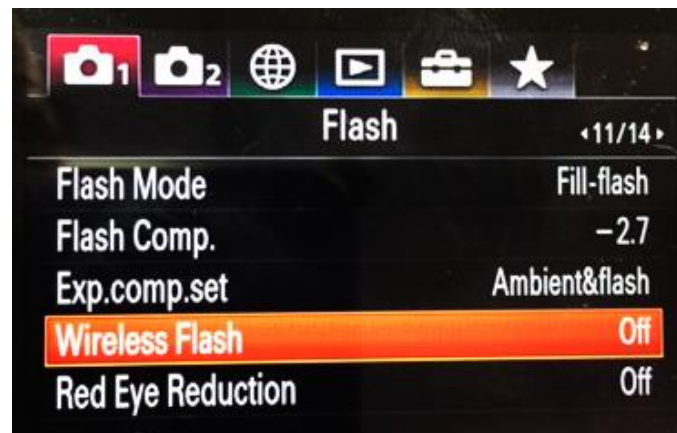 1 2
Flash ◂11/14▸
Flash Mode Fill-flash
Flash Comp. −2.7
Exp.comp.set Ambient&flash
Wireless Flash Off
Red Eye Reduction Off